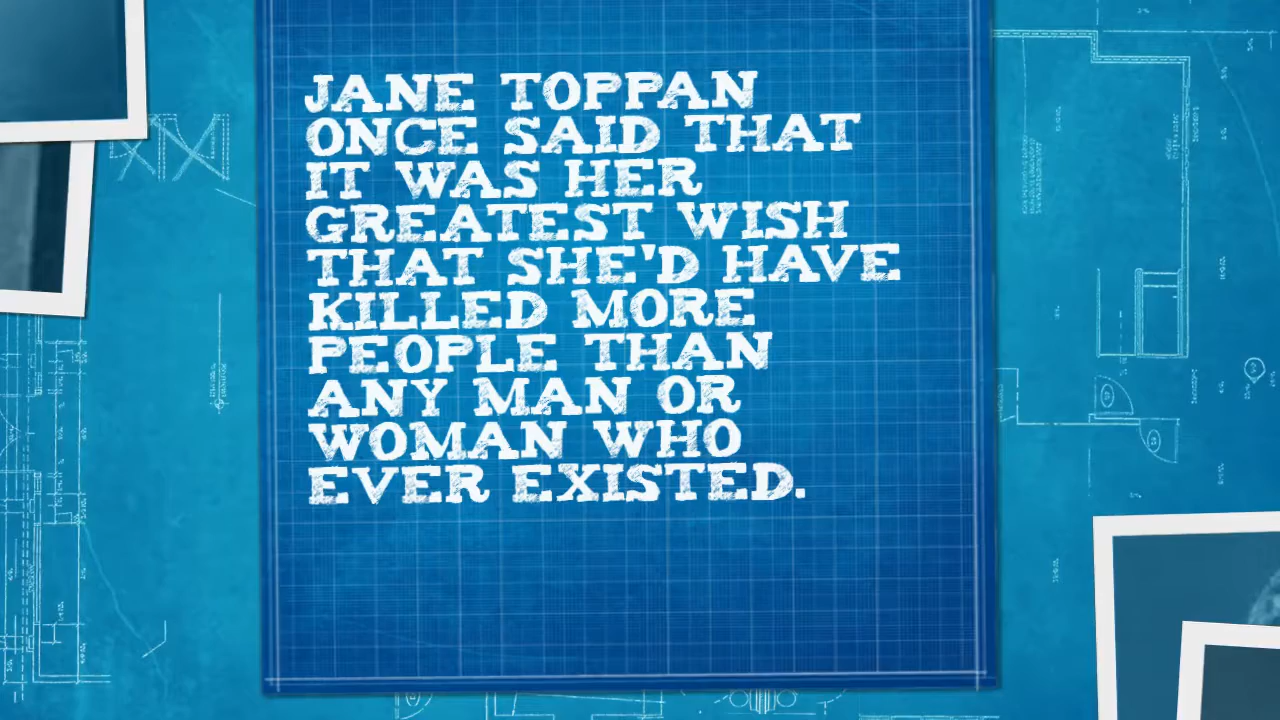 JANE TOPPAN
ONCE SAID THAT
IT WAS HER
GREATEST WISH
THAT SHE'D HAVE
KILLED MORE
PEOPLE THAN
ANY MAN OR
WOMAN WHO
EVER EXISTED.